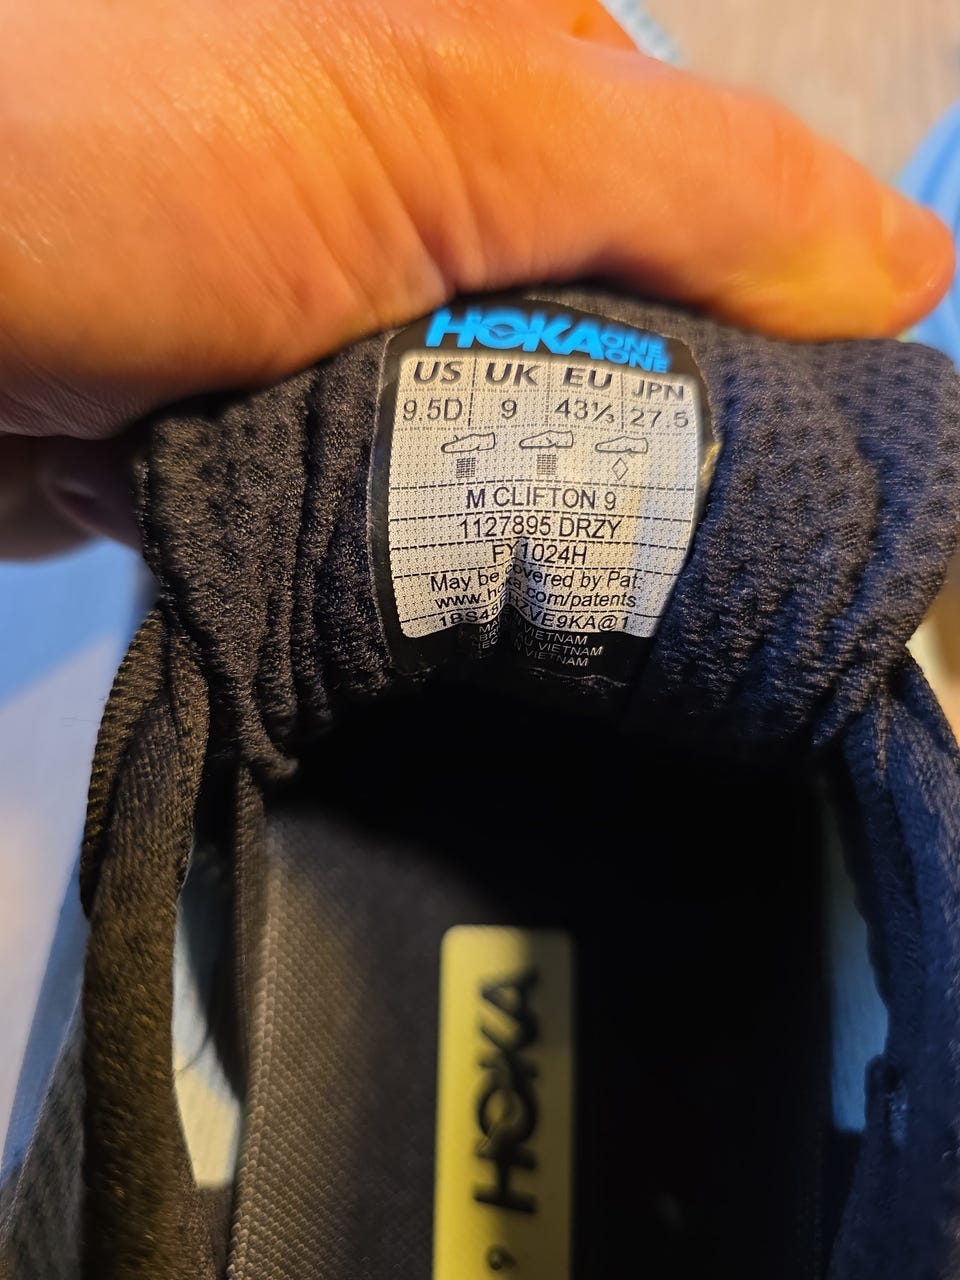 HOKA ONE ONE
US UK EU JPN
9.5D 9 43⅓ 27.5
M CLIFTON 9
1127895 DRZY
FY1024H
May be covered by Pat:
www.hoka.com/patents
VIETNAM
VIETNAM
VIETNAM
HOKA
9